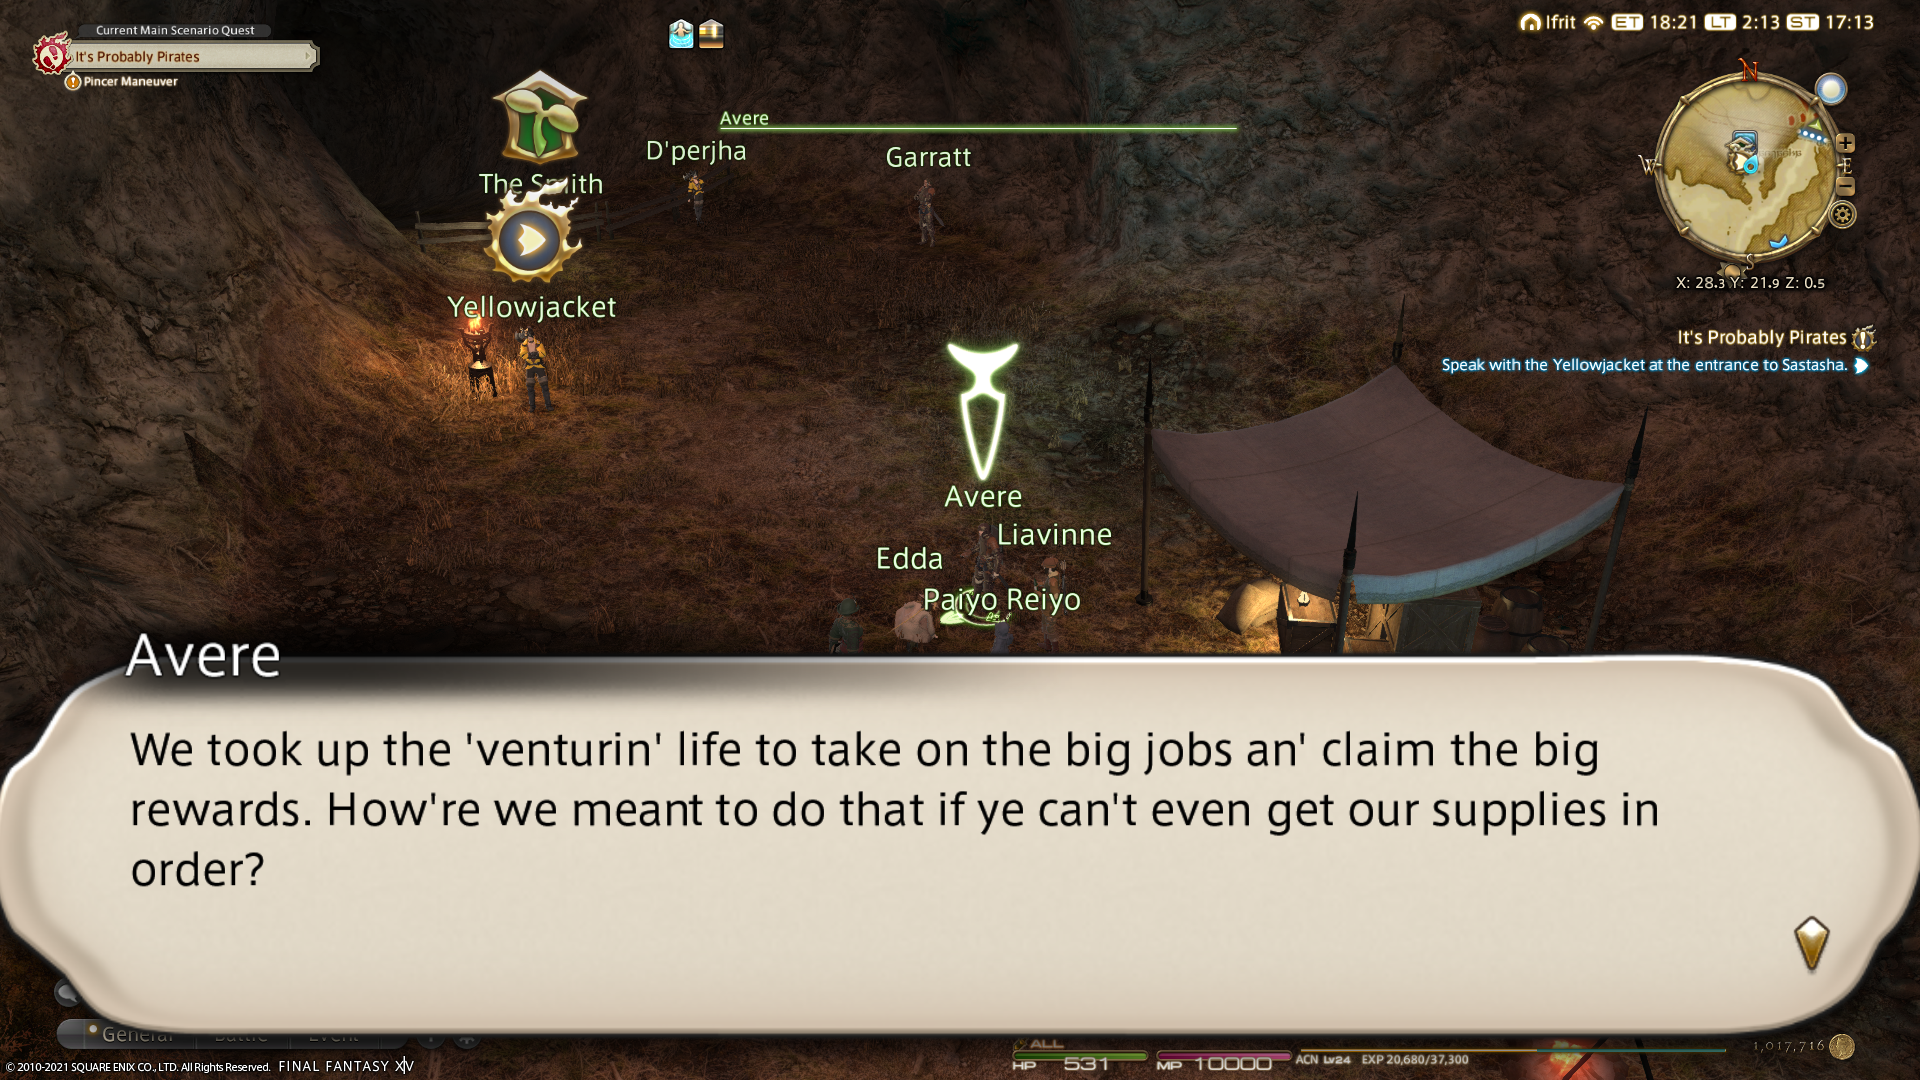 Current Main Scenario Quest
It's Probably Pirates
Pincer Maneuver
Ifrit ET 18:21 LT 2:13 ST 17:13
N
W
E
S
X: 28.3 Y: 21.9 Z: 0.5
It's Probably Pirates
Speak with the Yellowjacket at the entrance to Sastasha.
Avere
D'perjha
Garratt
The Smith
Yellowjacket
Avere
Liavinne
Edda
Paiyo Reiyo
Avere
We took up the 'venturin' life to take on the big jobs an' claim the big
rewards. How're we meant to do that if ye can't even get our supplies in
order?
General Battle Event
ALL
HP 531 MP 10000 ACN Lv24 EXP 20,680/37,300
1,017,716
© 2010-2021 SQUARE ENIX CO., LTD. All Rights Reserved. FINAL FANTASY XIV